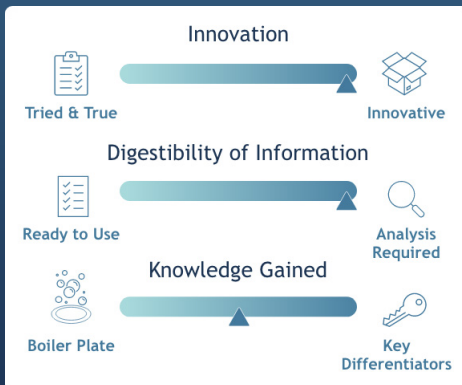 Innovation
Tried & True
Innovative
Digestibility of Information
Ready to Use
Analysis
Required
Knowledge Gained
Boiler Plate
Key
Differentiators